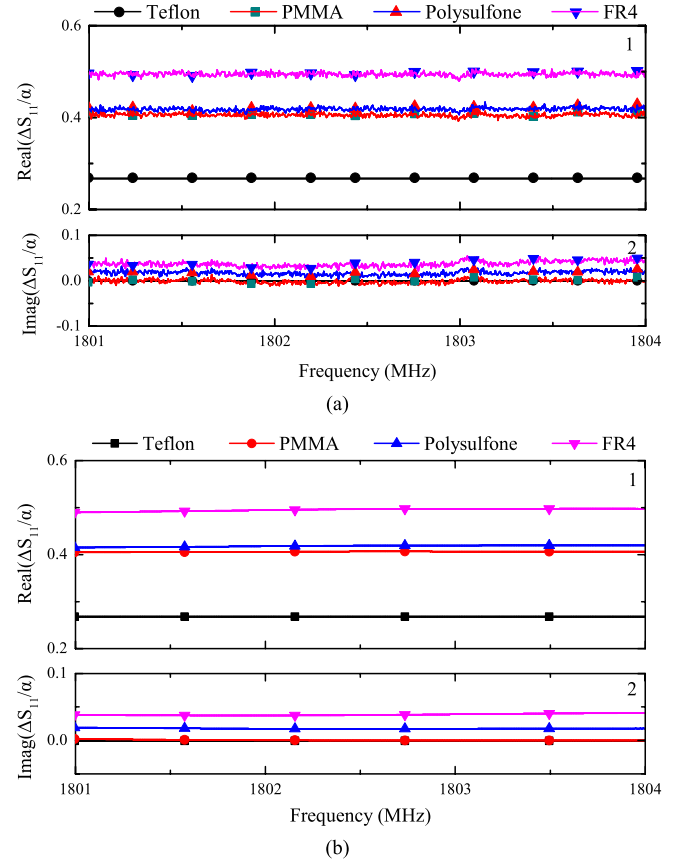 Teflon PMMA Polysulfone FR4
0.6
1
Real(ΔS₁₁/α)
0.4
0.2
0.1
2
Imag(ΔS₁₁/α)
0.0
-0.1
1801 1802 1803 1804
Frequency (MHz)
(a)
Teflon PMMA Polysulfone FR4
0.6
1
Real(ΔS₁₁/α)
0.4
0.2
0.1
2
Imag(ΔS₁₁/α)
0.0
1801 1802 1803 1804
Frequency (MHz)
(b)